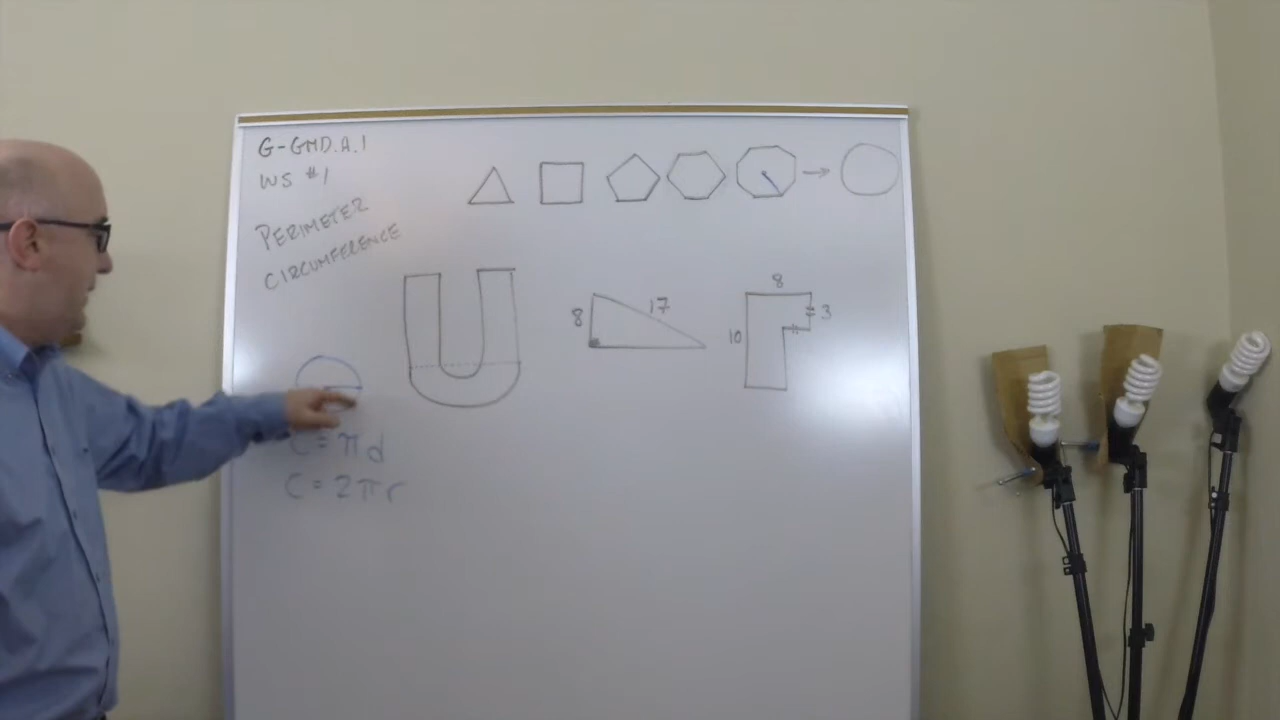 G-GMD.A.1
WS #1
PERIMETER
CIRCUMFERENCE
8
17
8
3
10
C = πd
C = 2πr